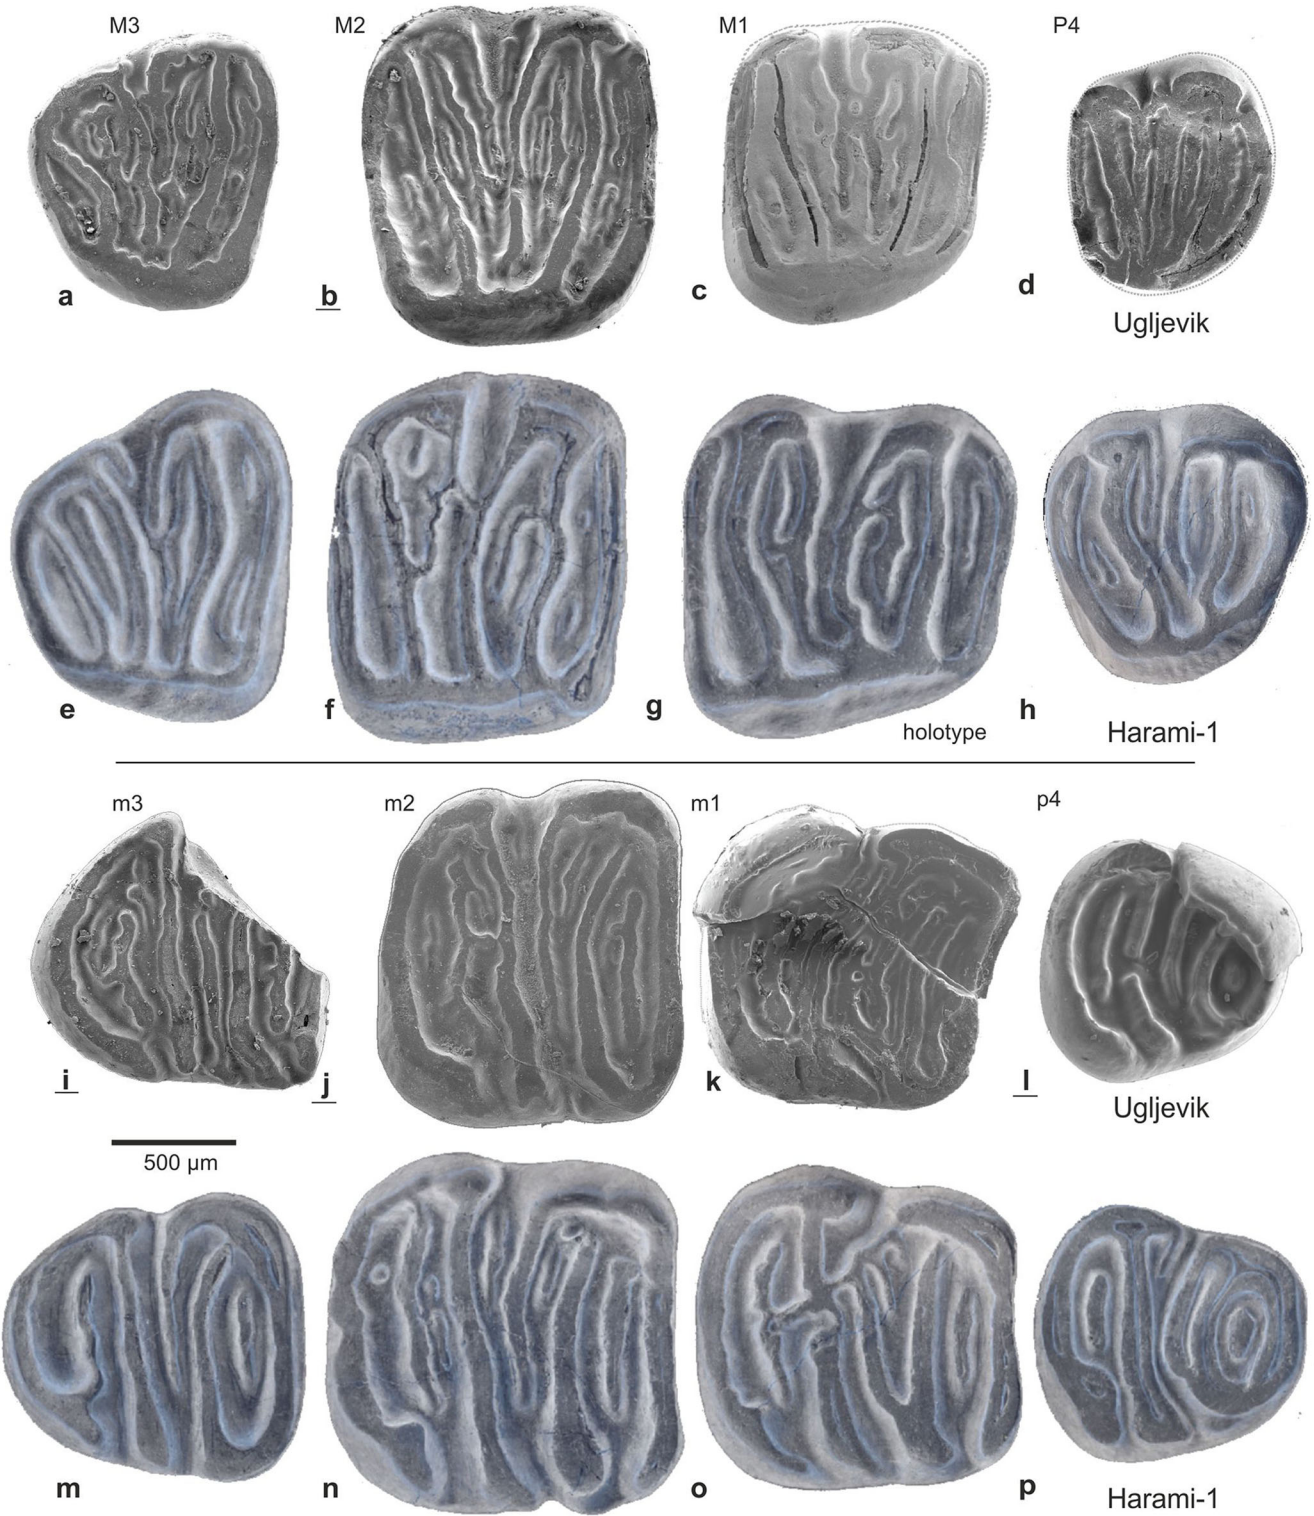 M3 M2 M1 P4
a b c d
Ugljevik
e f g h
holotype
Harami-1
m3 m2 m1 p4
i j k l
Ugljevik
500 µm
m n o p
Harami-1